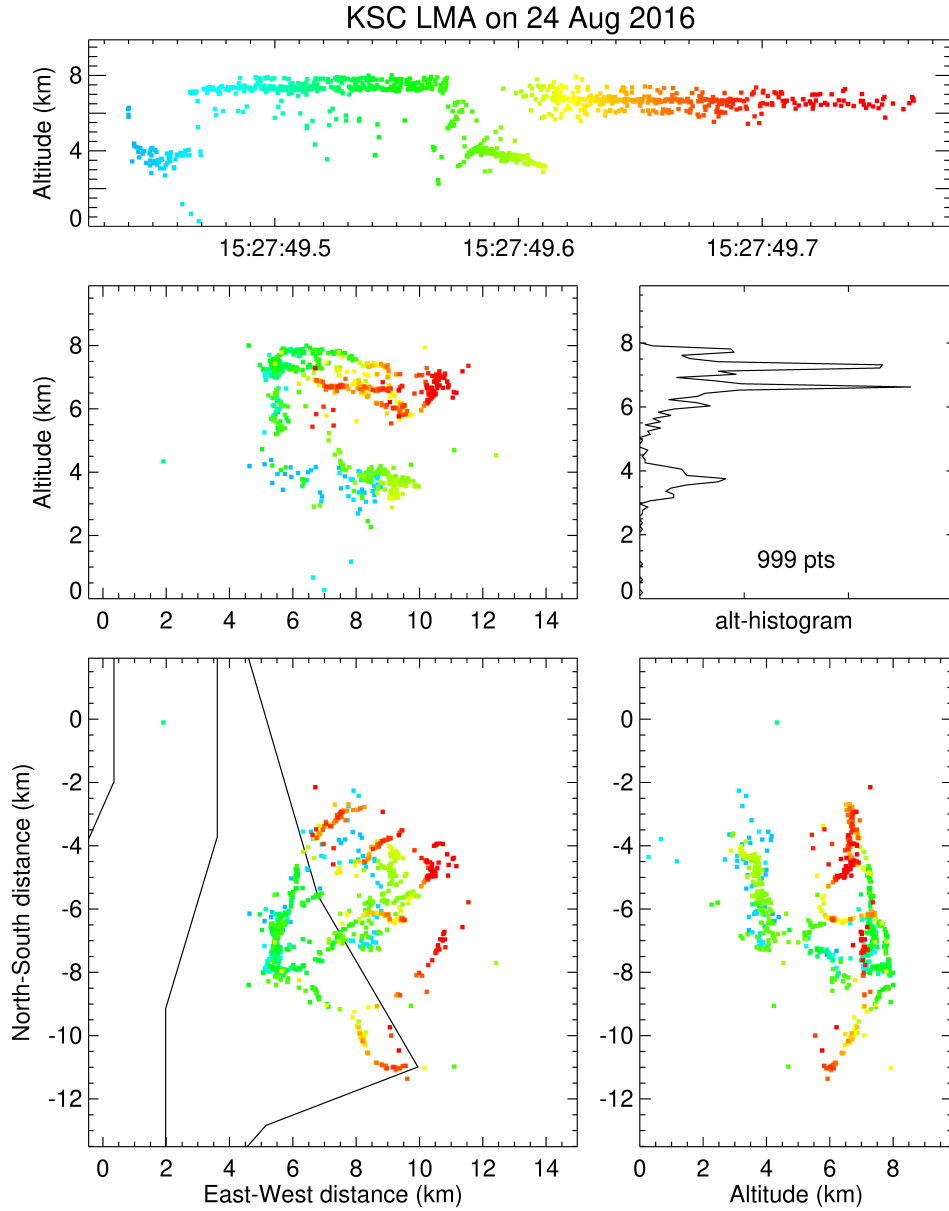 KSC LMA on 24 Aug 2016
Altitude (km)
8
4
0
15:27:49.5 15:27:49.6 15:27:49.7
Altitude (km)
8
6
4
2
0
0 2 4 6 8 10 12 14
8
6
4
2
0
999 pts
alt-histogram
North-South distance (km)
0
-2
-4
-6
-8
-10
-12
0 2 4 6 8 10 12 14
East-West distance (km)
0
-2
-4
-6
-8
-10
-12
0 2 4 6 8
Altitude (km)